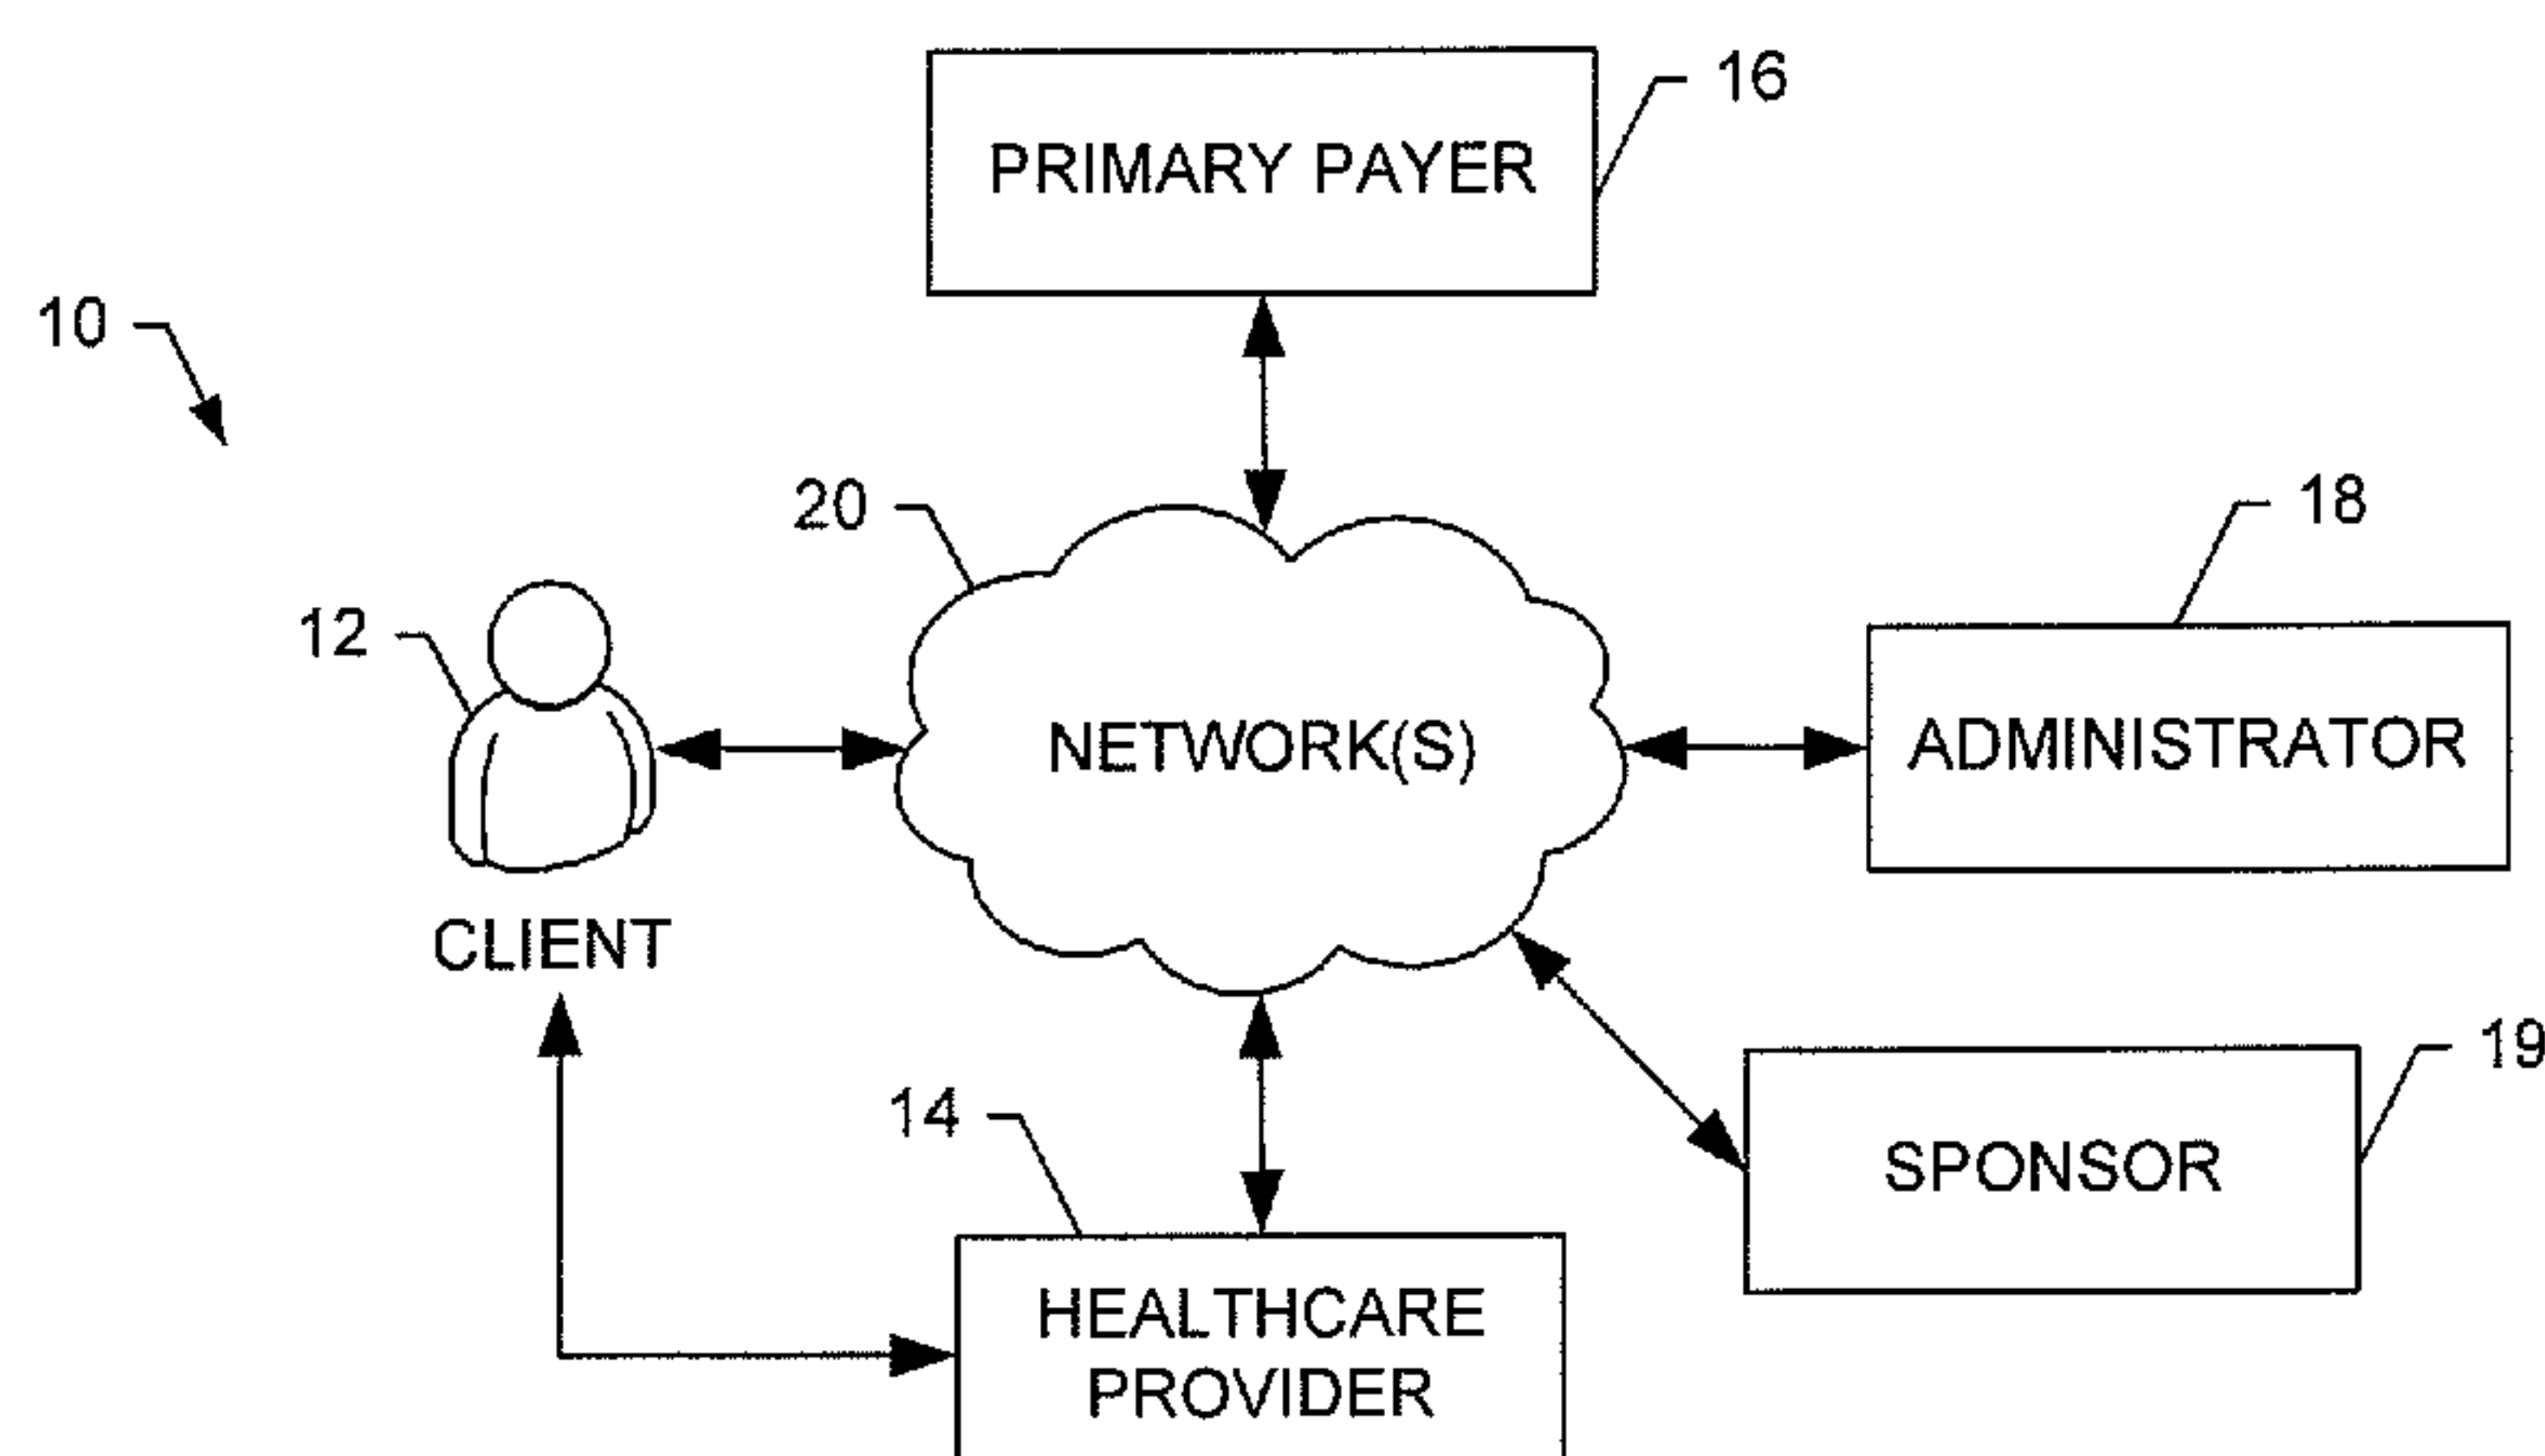 16
PRIMARY PAYER
10
20
18
12
NETWORK(S)
ADMINISTRATOR
CLIENT
19
14
SPONSOR
HEALTHCARE
PROVIDER